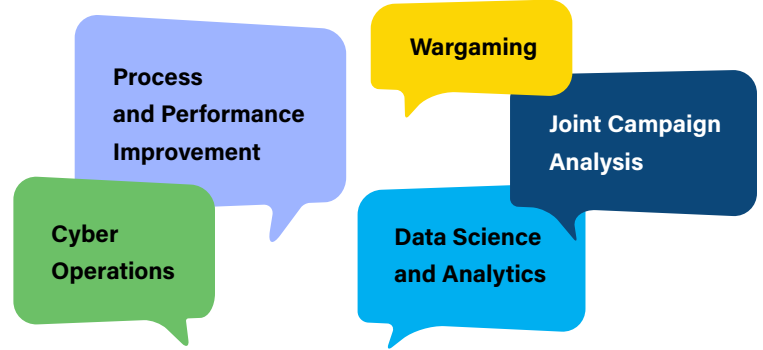 Process
and Performance
Improvement
Wargaming
Joint Campaign
Analysis
Cyber
Operations
Data Science
and Analytics